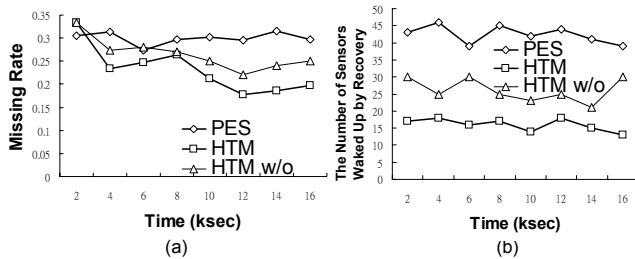 Missing Rate
0.35
0.3
0.25
0.2
0.15
0.1
0.05
0
PES
HTM
HTM w/o
2 4 6 8 10 12 14 16
Time (ksec)
(a)
The Number of Sensors
Waked Up by Recovery
50
45
40
35
30
25
20
15
10
5
0
PES
HTM
HTM w/o
2 4 6 8 10 12 14 16
Time (ksec)
(b)